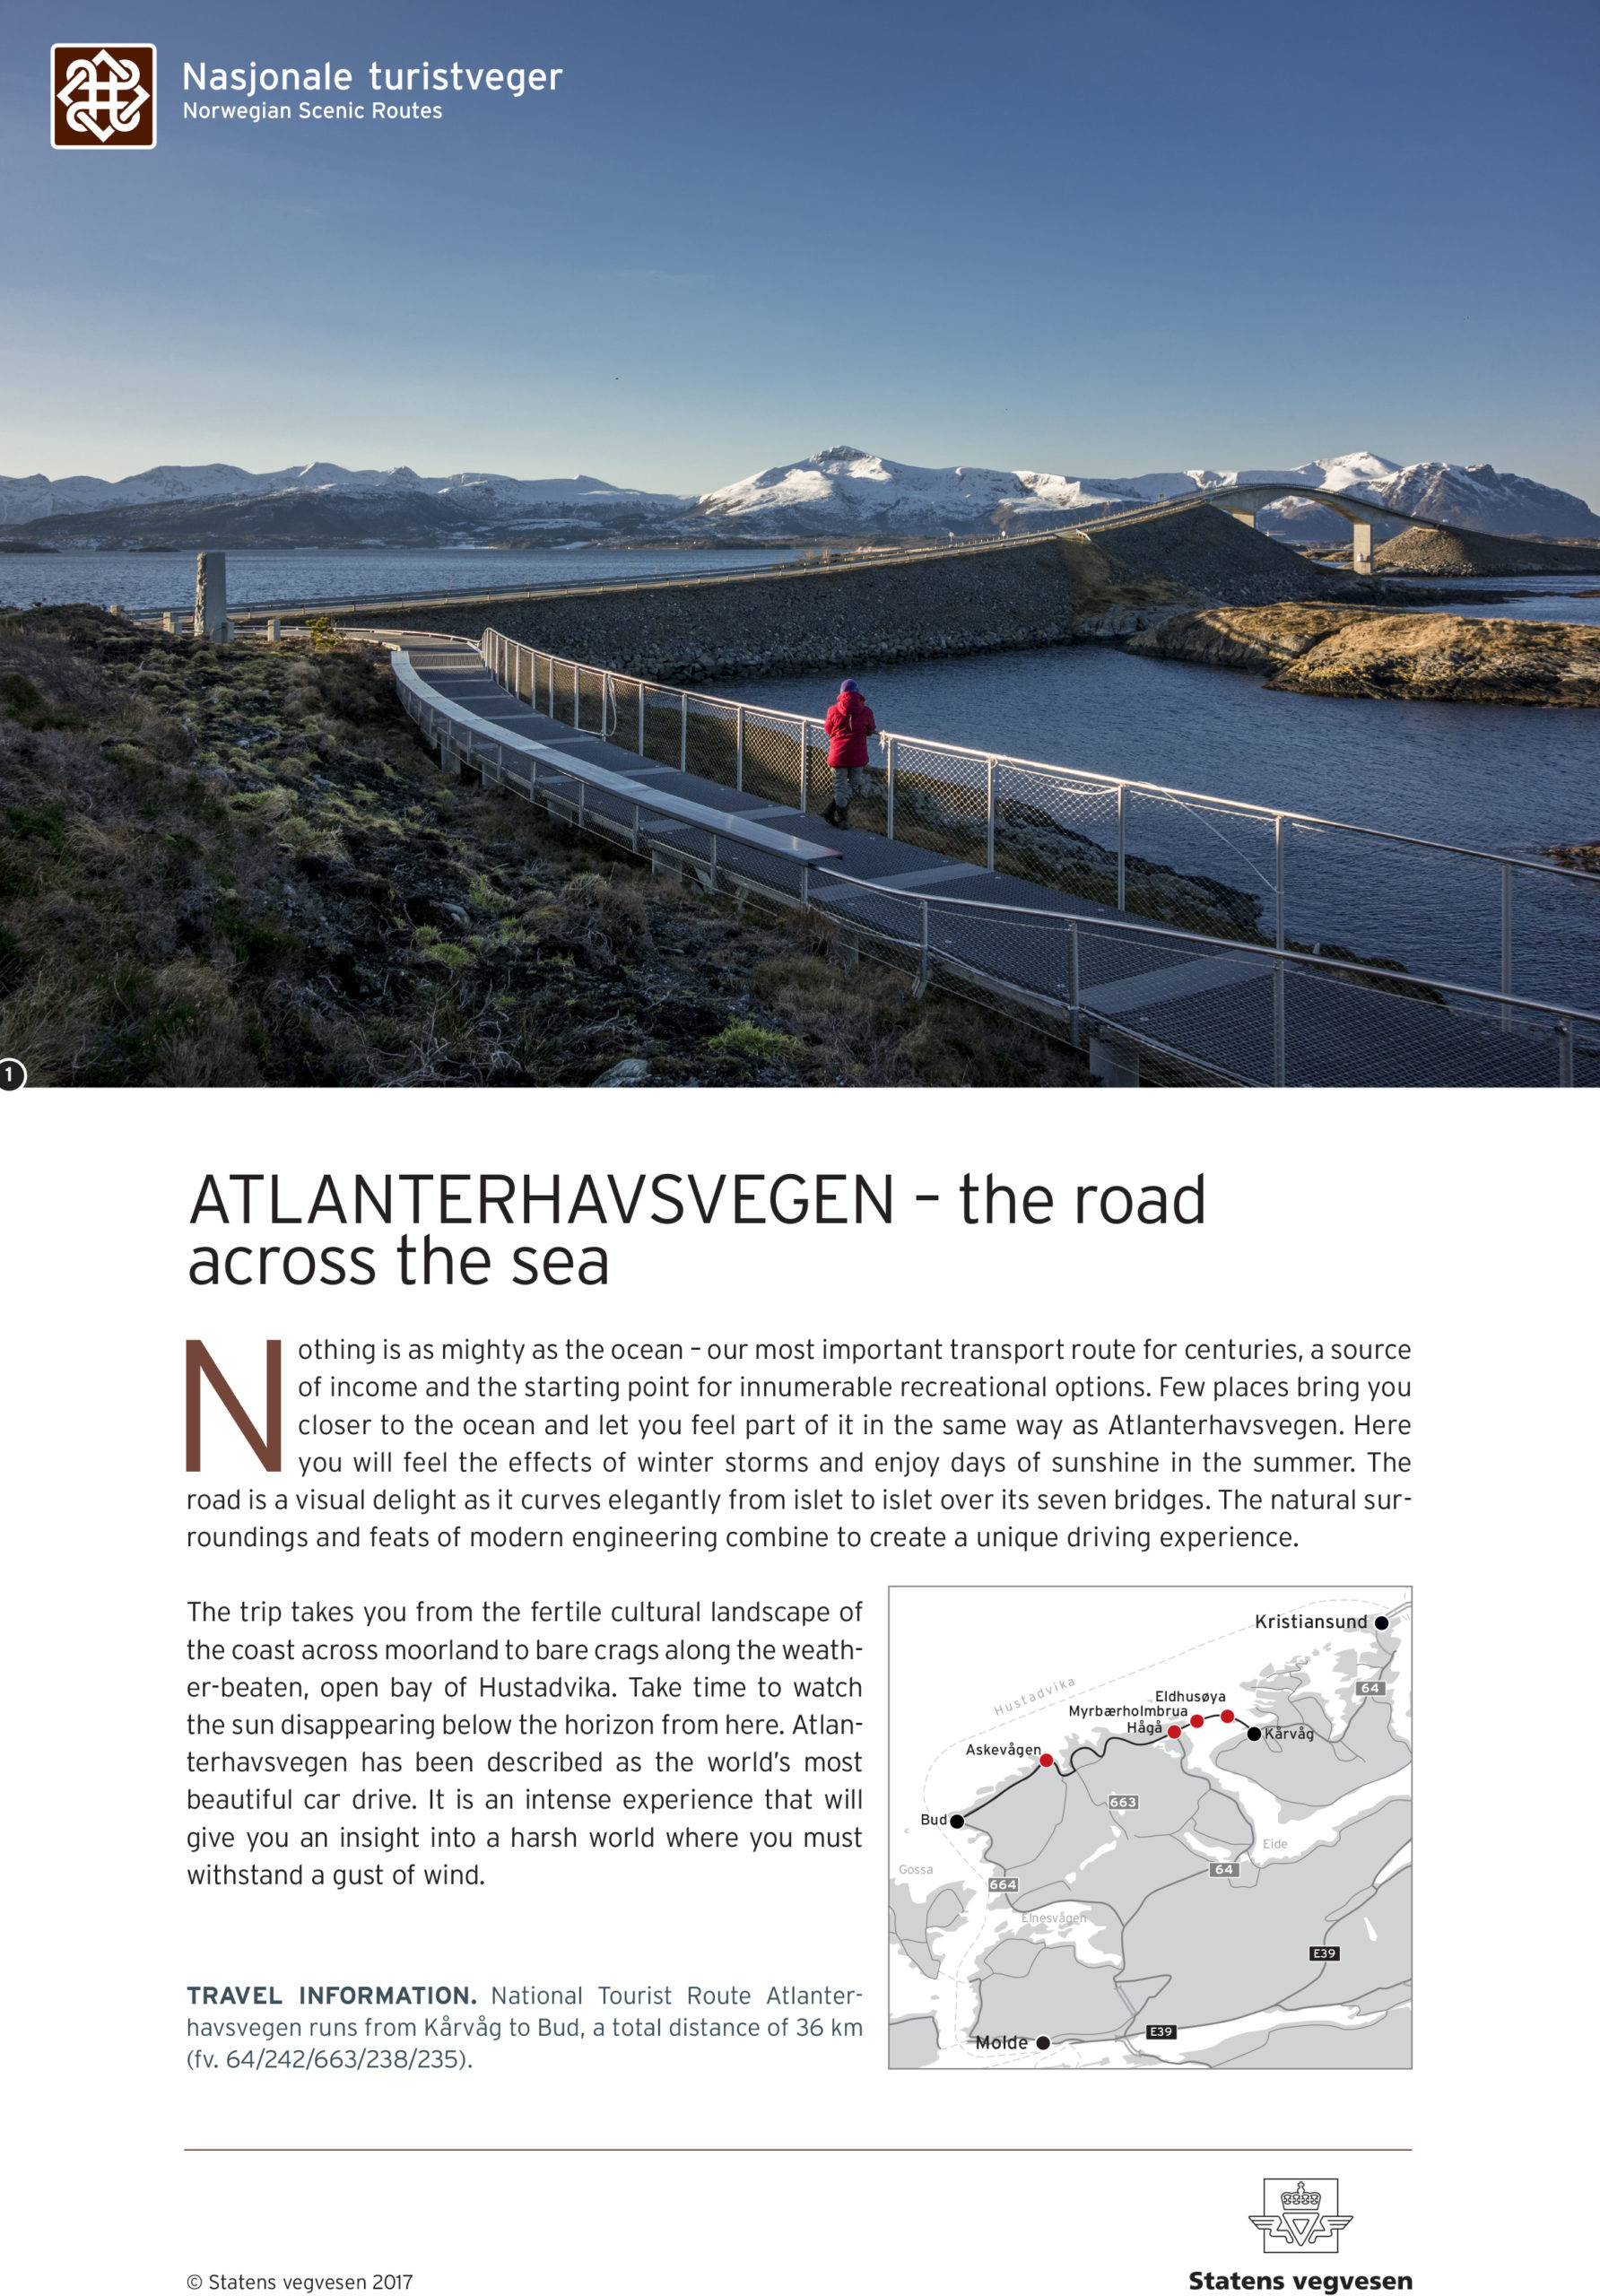 Nasjonale turistveger
Norwegian Scenic Routes
1
ATLANTERHAVSVEGEN – the road
across the sea
Nothing is as mighty as the ocean – our most important transport route for centuries, a source
of income and the starting point for innumerable recreational options. Few places bring you
closer to the ocean and let you feel part of it in the same way as Atlanterhavsvegen. Here
you will feel the effects of winter storms and enjoy days of sunshine in the summer. The
road is a visual delight as it curves elegantly from islet to islet over its seven bridges. The natural sur-
roundings and feats of modern engineering combine to create a unique driving experience.
The trip takes you from the fertile cultural landscape of
the coast across moorland to bare crags along the weath-
er-beaten, open bay of Hustadvika. Take time to watch
the sun disappearing below the horizon from here. Atlan-
terhavsvegen has been described as the world's most
beautiful car drive. It is an intense experience that will
give you an insight into a harsh world where you must
withstand a gust of wind.
TRAVEL INFORMATION. National Tourist Route Atlanter-
havsvegen runs from Kårvåg to Bud, a total distance of 36 km
(fv. 64/242/663/238/235).
Kristiansund
64
Hustadvika
Eldhusøya
Myrbærholmbrua
Hågå
Kårvåg
Askevågen
663
Bud
Eide
Gossa
64
664
Elnesvågen
E39
E39
Molde
© Statens vegvesen 2017
Statens vegvesen